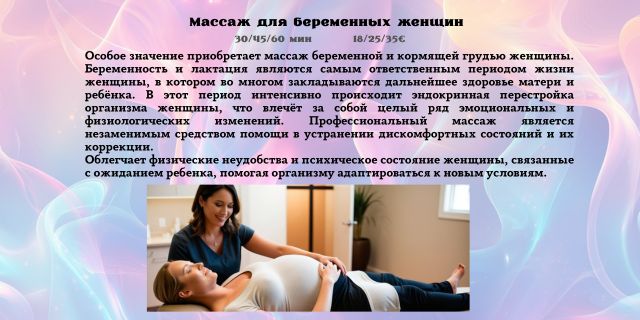 Массаж для беременных женщин
30/45/60 мин 18/25/35€
Особое значение приобретает массаж беременной и кормящей грудью женщины.
Беременность и лактация являются самым ответственным периодом жизни
женщины, в котором во многом закладываются дальнейшее здоровье матери и
ребёнка. В этот период интенсивно происходит эндокринная перестройка
организма женщины, что влечёт за собой целый ряд эмоциональных и
физиологических изменений. Профессиональный массаж является
незаменимым средством помощи в устранении дискомфортных состояний и их
коррекции.
Облегчает физические неудобства и психическое состояние женщины, связанные
с ожиданием ребенка, помогая организму адаптироваться к новым условиям.